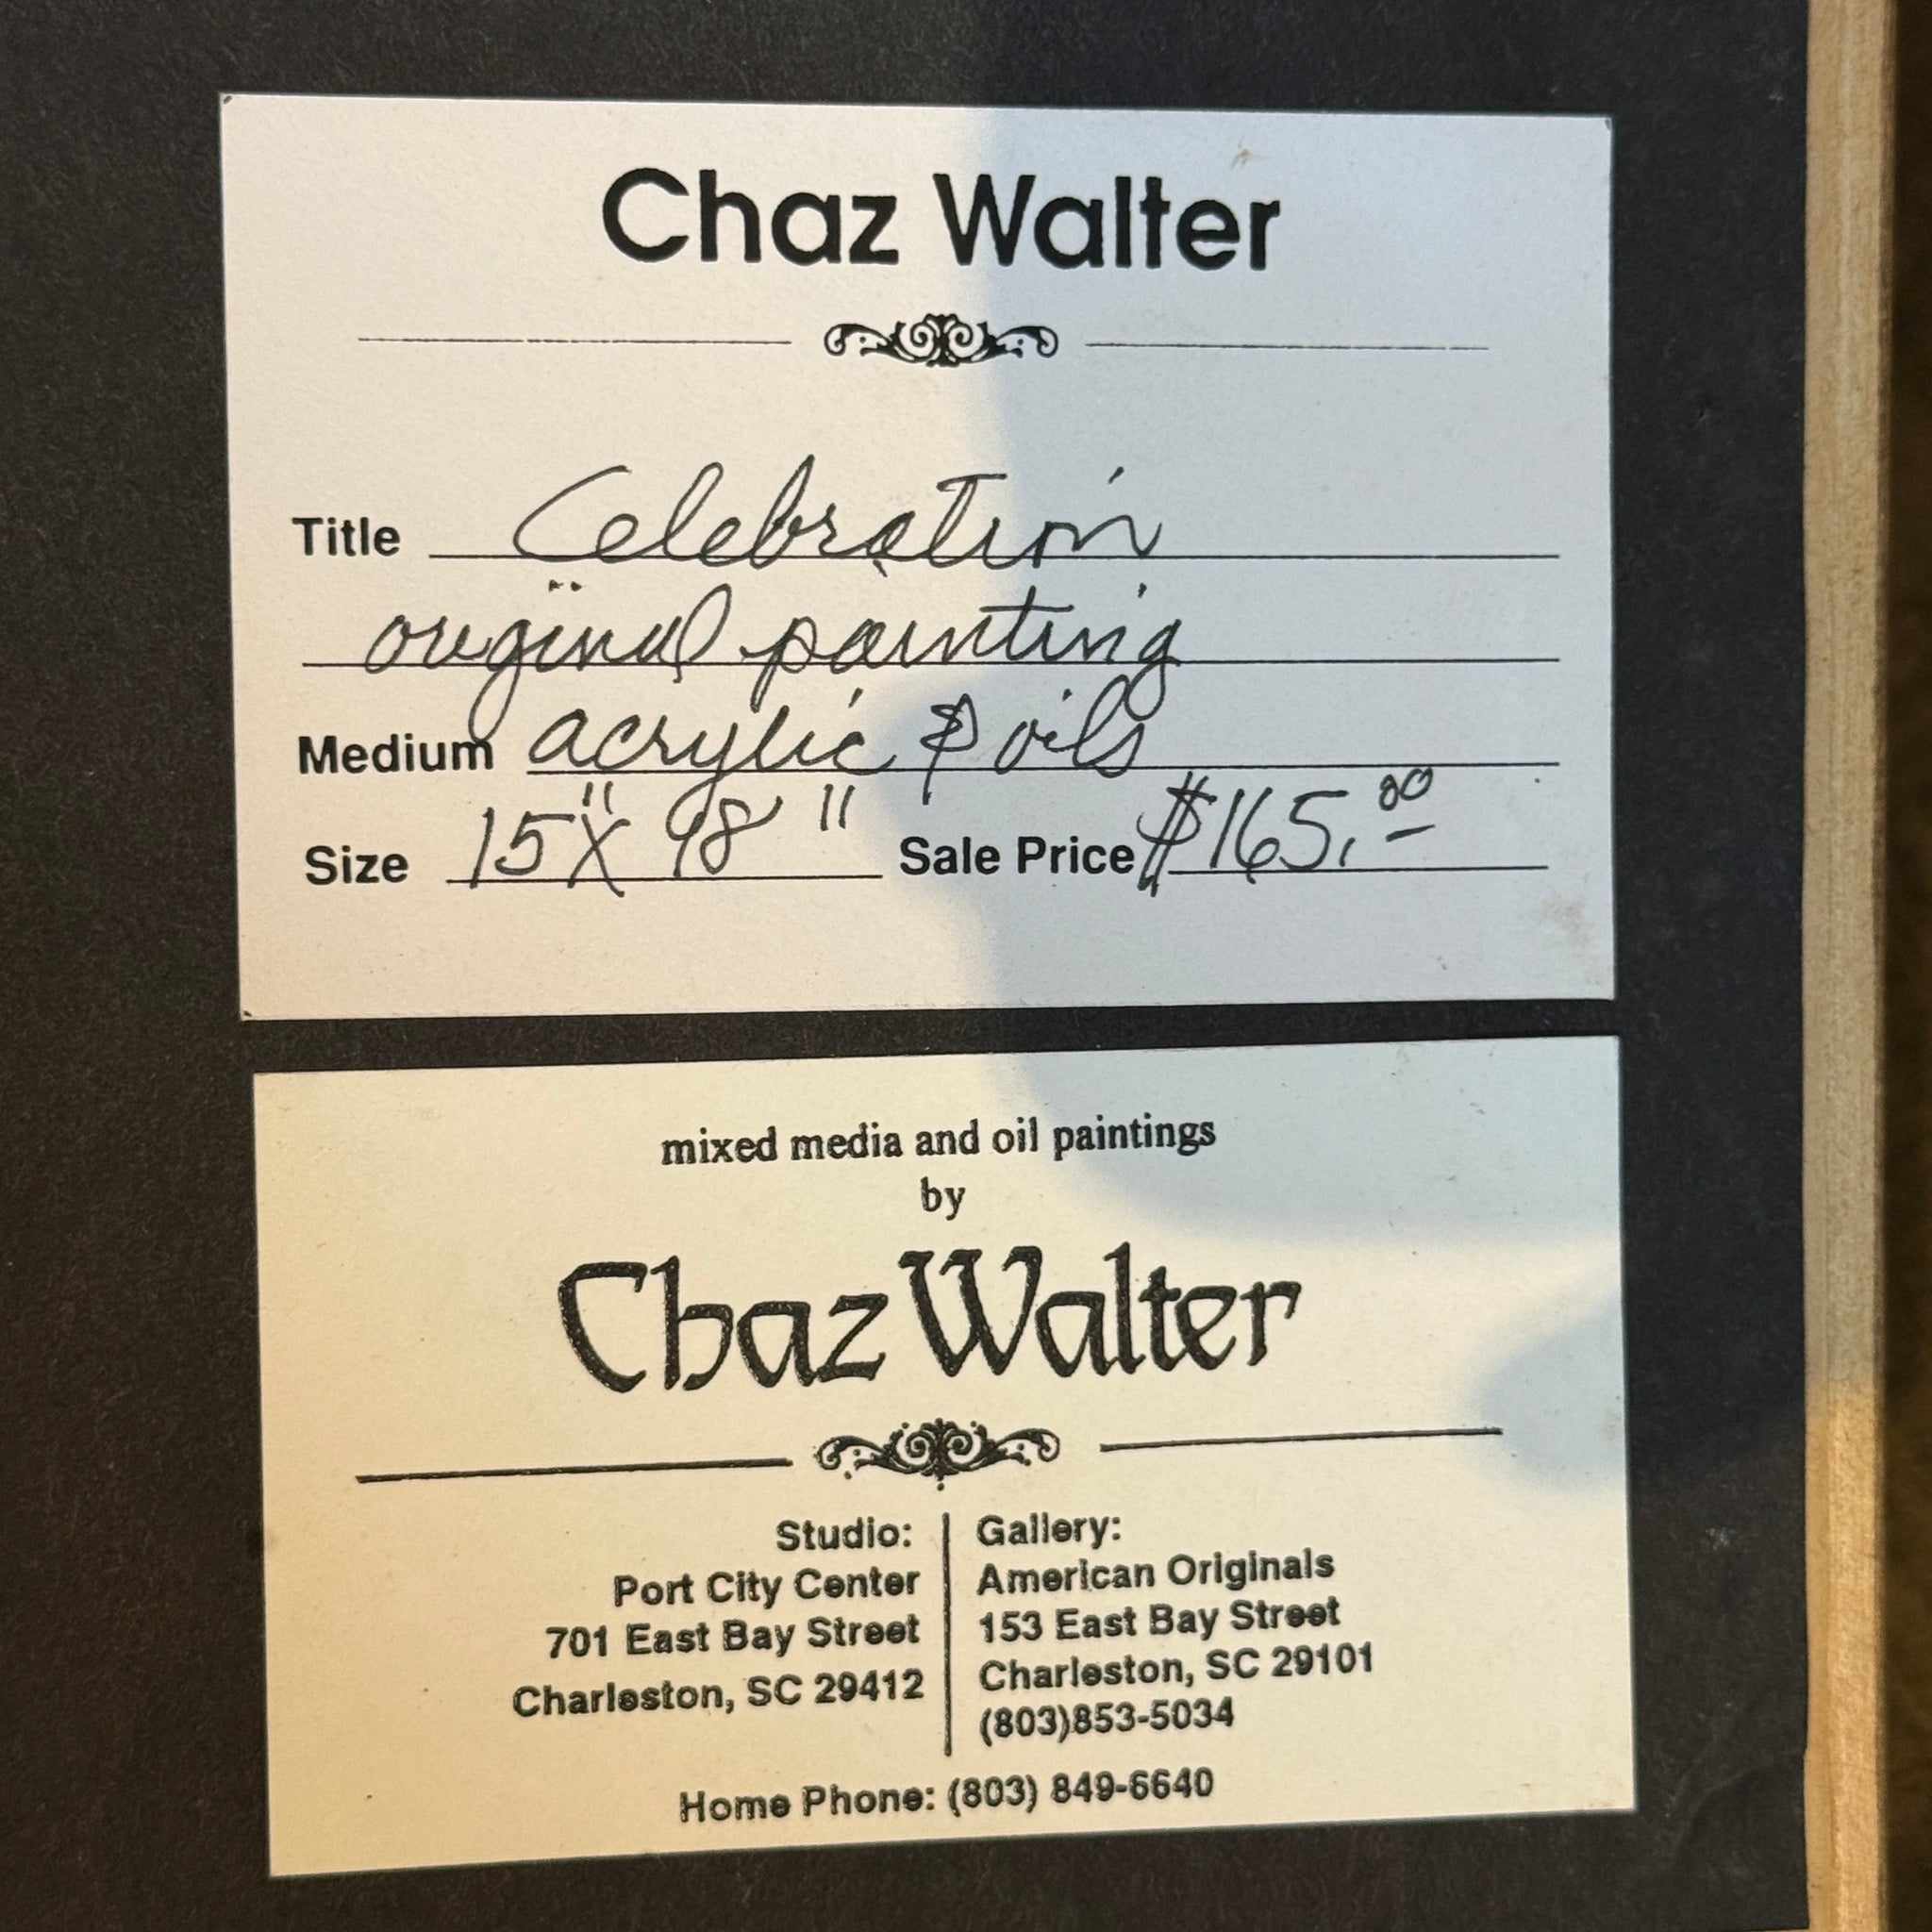 Chaz Walter
Title Celebration
original painting
Medium acrylic & oils
Size 15" X 98" Sale Price $165.00
mixed media and oil paintings
by
Chaz Walter
Studio:
Port City Center
701 East Bay Street
Charleston, SC 29412
Gallery:
American Originals
153 East Bay Street
Charleston, SC 29101
(803)853-5034
Home Phone: (803) 849-6640